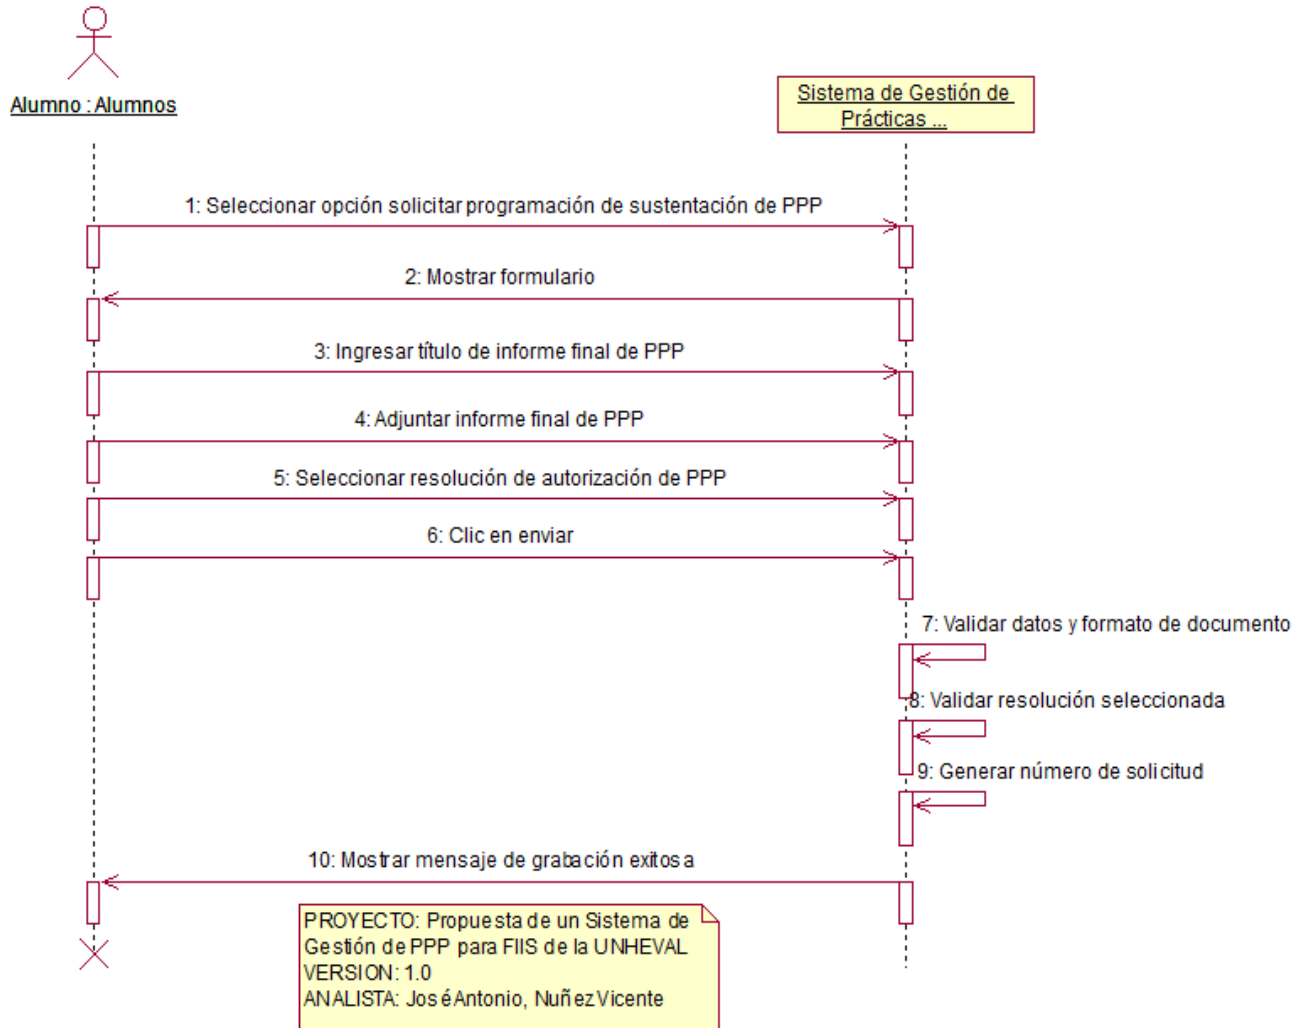 Alumno : Alumnos
Sistema de Gestión de
Prácticas ...
1: Seleccionar opción solicitar programación de sustentación de PPP
2: Mostrar formulario
3: Ingresar título de informe final de PPP
4: Adjuntar informe final de PPP
5: Seleccionar resolución de autorización de PPP
6: Clic en enviar
7: Validar datos y formato de documento
8: Validar resolución seleccionada
9: Generar número de solicitud
10: Mostrar mensaje de grabación exitosa
PROYECTO: Propuesta de un Sistema de
Gestión de PPP para FIIS de la UNHEVAL
VERSION: 1.0
ANALISTA: José Antonio, Nuñez Vicente